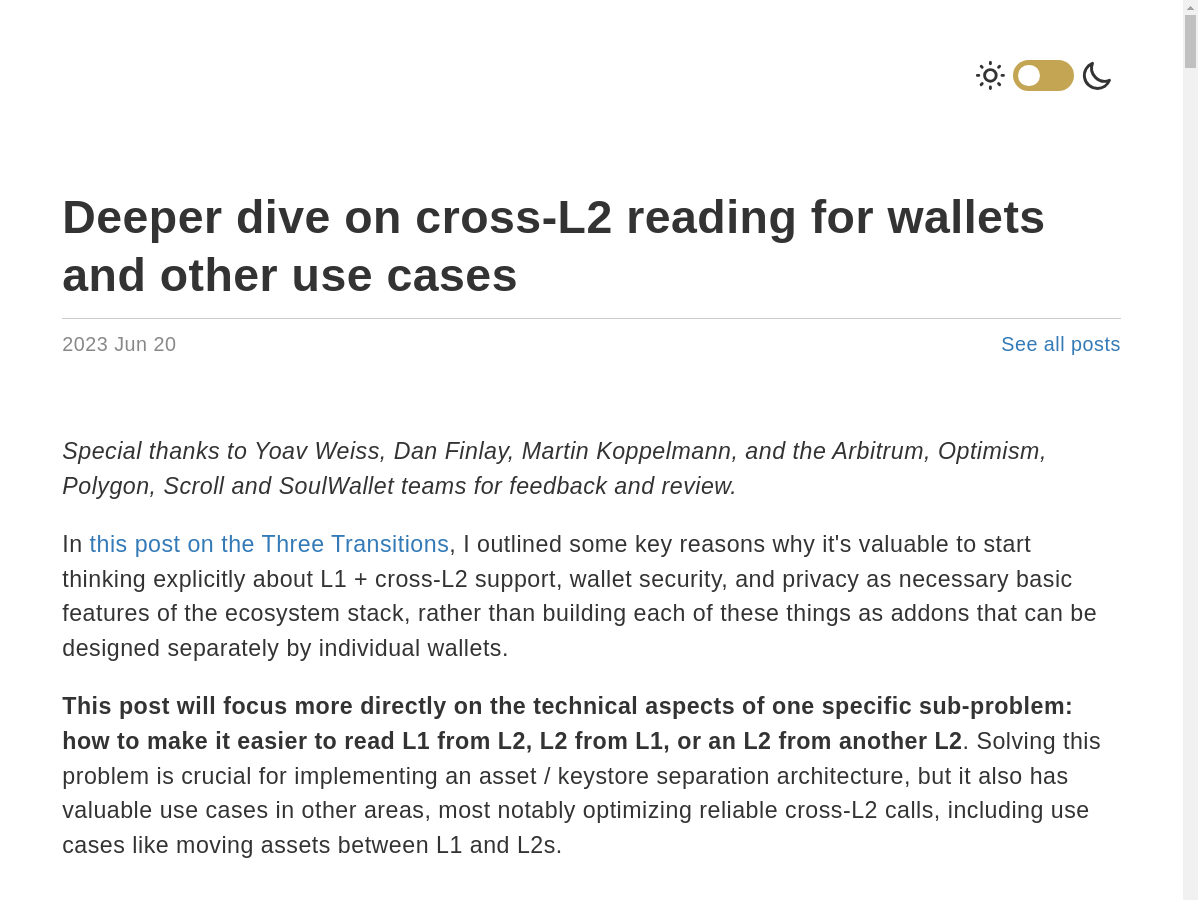 Deeper dive on cross-L2 reading for wallets
and other use cases
2023 Jun 20
See all posts
Special thanks to Yoav Weiss, Dan Finlay, Martin Koppelmann, and the Arbitrum, Optimism,
Polygon, Scroll and SoulWallet teams for feedback and review.
In this post on the Three Transitions, I outlined some key reasons why it's valuable to start
thinking explicitly about L1 + cross-L2 support, wallet security, and privacy as necessary basic
features of the ecosystem stack, rather than building each of these things as addons that can be
designed separately by individual wallets.
This post will focus more directly on the technical aspects of one specific sub-problem:
how to make it easier to read L1 from L2, L2 from L1, or an L2 from another L2. Solving this
problem is crucial for implementing an asset / keystore separation architecture, but it also has
valuable use cases in other areas, most notably optimizing reliable cross-L2 calls, including use
cases like moving assets between L1 and L2s.